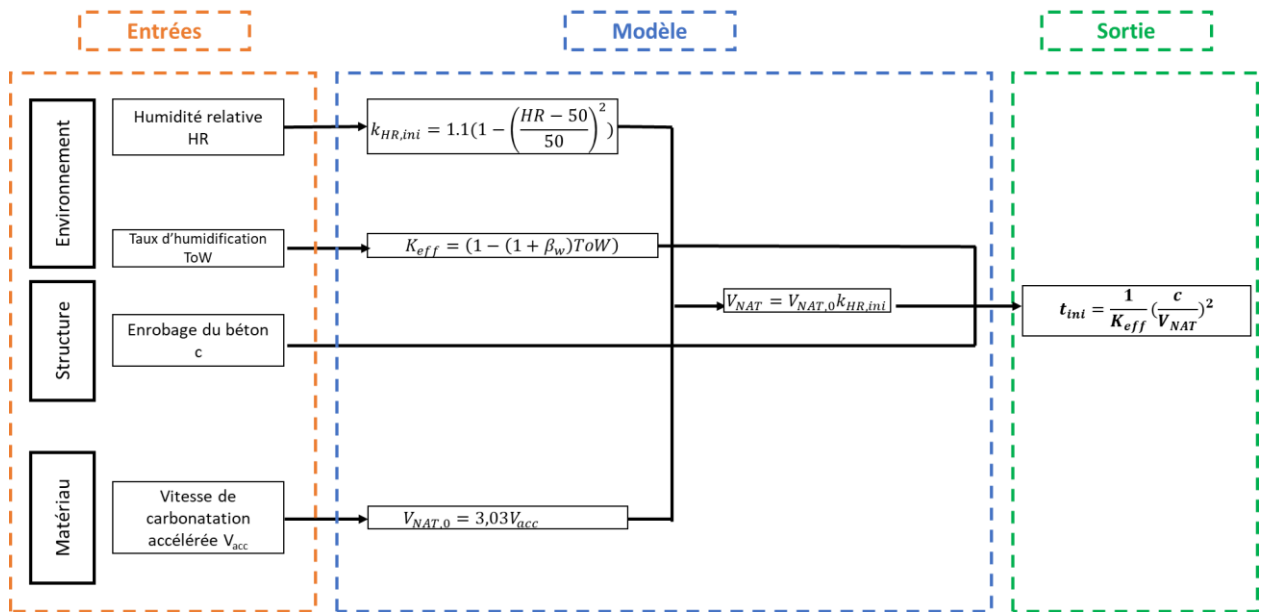 Entrées
Modèle
Sortie
Environnement
Humidité relative
HR
k_{HR,ini} = 1.1(1 − ((HR − 50)/50)^2)
Taux d'humidification
ToW
K_{eff} = (1 − (1 + β_w)ToW)
Structure
Enrobage du béton
c
V_{NAT} = V_{NAT,0}k_{HR,ini}
t_{ini} = 1/K_{eff} (c/V_{NAT})^2
Matériau
Vitesse de
carbonatation
accélérée V_{acc}
V_{NAT,0} = 3,03V_{acc}